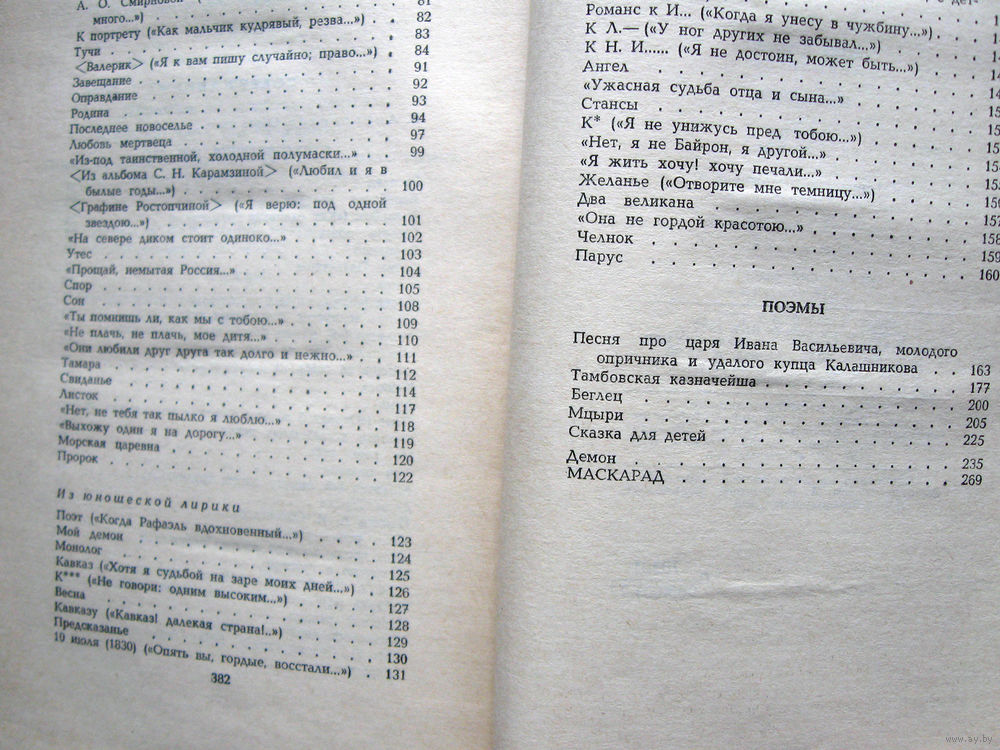 А. О. Смирновой
много...») . . . . . . . . 81
К портрету («Как мальчик кудрявый, резва...») 82
Тучи . . . . . . . . 83
<Валерик> («Я к вам пишу случайно; право...») 84
Завещание . . . . . . . . 91
Оправдание . . . . . . . . 92
Родина . . . . . . . . 93
Последнее новоселье . . . . . . . . 94
Любовь мертвеца . . . . . . . . 97
«Из-под таинственной, холодной полумаски...» . . 99
<Из альбома С. Н. Карамзиной> («Любил и я в
былые годы...») . . . . . . . . 100
<Графине Ростопчиной> («Я верю: под одной
звездою...») . . . . . . . . 101
«На севере диком стоит одиноко...» . . . . 102
Утес . . . . . . . . 103
«Прощай, немытая Россия...» . . . . . . 104
Спор . . . . . . . . 105
Сон . . . . . . . . 108
«Ты помнишь ли, как мы с тобою...» . . . . 109
«Не плачь, не плачь, мое дитя...» . . . . 110
«Они любили друг друга так долго и нежно...» . . 111
Тамара . . . . . . . . 112
Свиданье . . . . . . . . 114
Листок . . . . . . . . 117
«Нет, не тебя так пылко я люблю...» . . . . 118
«Выхожу один я на дорогу...» . . . . . . 119
Морская царевна . . . . . . . . 120
Пророк . . . . . . . . 122
Из юношеской лирики
Поэт («Когда Рафаэль вдохновенный...») . . . 123
Мой демон . . . . . . . . 124
Монолог . . . . . . . . 125
Кавказ («Хотя я судьбой на заре моих дней...») . 126
К*** («Не говори: одним высоким...») . . . . 127
Весна . . . . . . . . 128
Кавказу («Кавказ! далекая страна!..») . . . . 129
Предсказанье . . . . . . . . 130
10 июля (1830) («Опять вы, гордые, восстали...») . 131
382
Романс к И... («Когда я унесу в чужбину...») . . .
К Л.— («У ног других не забывал...») . . .
К Н. И...... («Я не достоин, может быть...») . . .
Ангел . . . . . . . .
«Ужасная судьба отца и сына...» . . . .
Стансы . . . . . . . .
К* («Я не унижусь пред тобою...») . . . .
«Нет, я не Байрон, я другой...» . . . .
«Я жить хочу! хочу печали...» . . . .
Желанье («Отворите мне темницу...») . . . 156
Два великана . . . . . . . . 157
«Она не гордой красотою...» . . . . 158
Челнок . . . . . . . . 159
Парус . . . . . . . . 160
ПОЭМЫ
Песня про царя Ивана Васильевича, молодого
опричника и удалого купца Калашникова . . 163
Тамбовская казначейша . . . . . . . . 177
Беглец . . . . . . . . 200
Мцыри . . . . . . . . 205
Сказка для детей . . . . . . . . 225
Демон . . . . . . . . 235
МАСКАРАД . . . . . . . . 269
www.ay.by